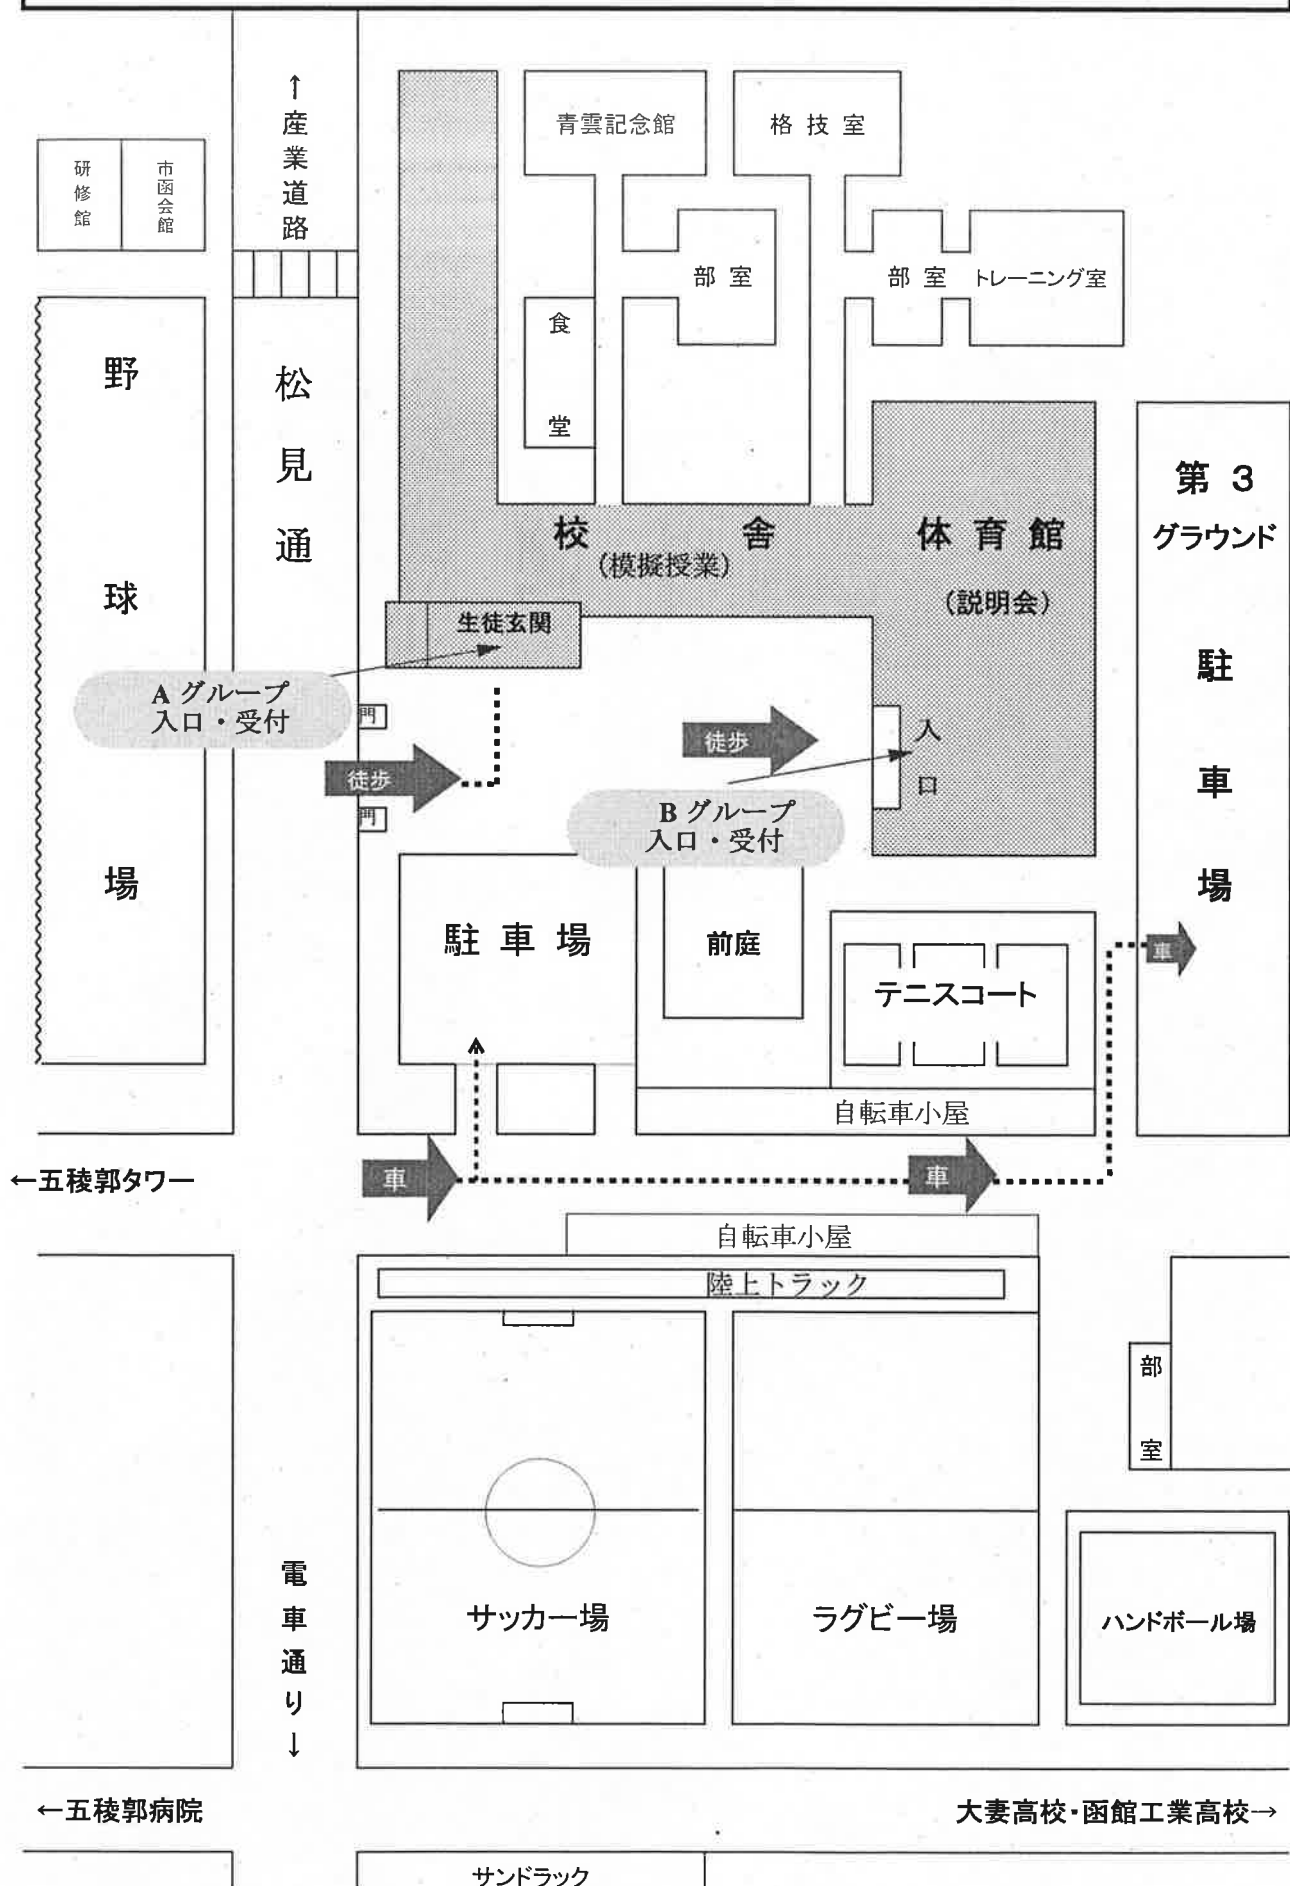 ↑産業道路
青雲記念館
格技室
研修館
市函会館
部室
部室
トレーニング室
食堂
野球場
松見通
第3
グラウンド
駐車場
校舎
(模擬授業)
体育館
(説明会)
生徒玄関
Aグループ
入口・受付
門
徒歩
門
徒歩
入口
Bグループ
入口・受付
駐車場
前庭
テニスコート
車
自転車小屋
←五稜郭タワー
車
車
自転車小屋
陸上トラック
部室
電車通り↓
サッカー場
ラグビー場
ハンドボール場
←五稜郭病院
大妻高校・函館工業高校→
サンドラック